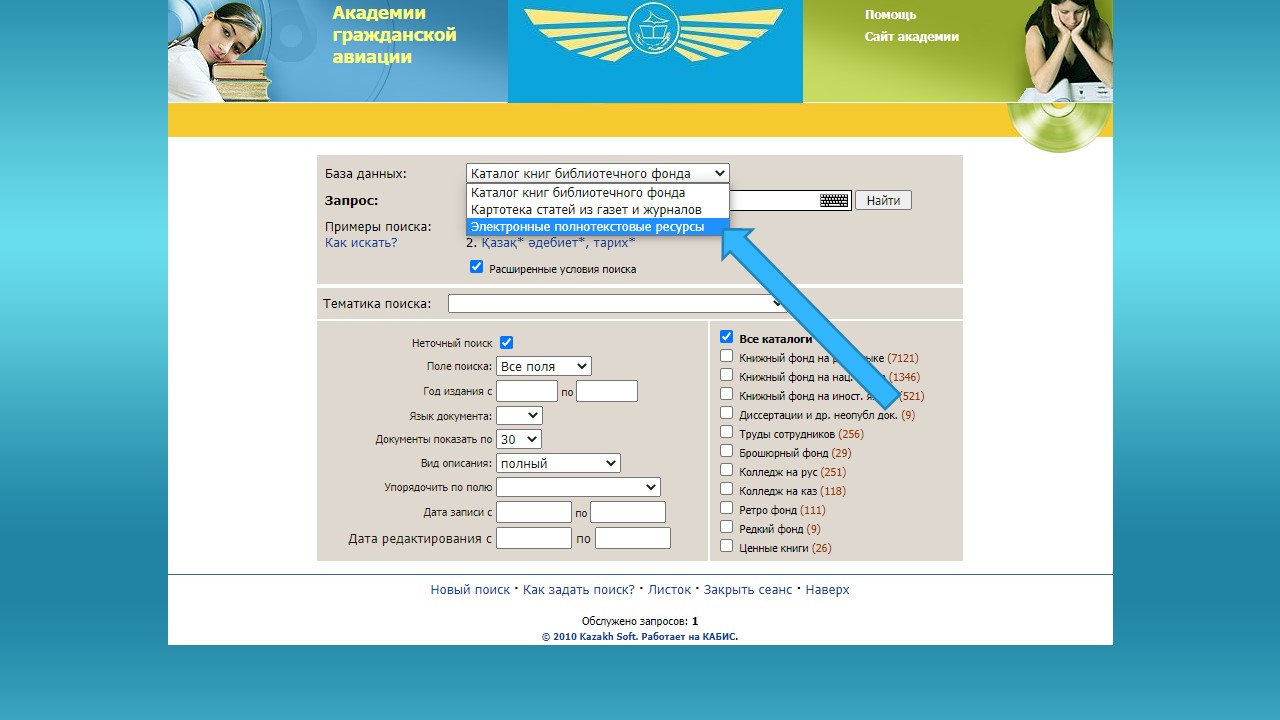 Академии
гражданской
авиации
Помощь
Сайт академии
База данных:
Каталог книг библиотечного фонда
Каталог книг библиотечного фонда
Картотека статей из газет и журналов
Электронные полнотекстовые ресурсы
Запрос:
Найти
Примеры поиска:
Как искать?
2. Қазақ* әдебиет*, тарих*
Расширенные условия поиска
Тематика поиска:
Неточный поиск
Поле поиска: Все поля
Год издания с по
Язык документа:
Документы показать по 30
Вид описания: полный
Упорядочить по полю
Дата записи с по
Дата редактирования с по
Все каталоги
Книжный фонд на (7121)
Книжный фонд на нац. (1346)
Книжный фонд на иност. (521)
Диссертации и др. неопубл док. (9)
Труды сотрудников (256)
Брошюрный фонд (29)
Колледж на рус (251)
Колледж на каз (118)
Ретро фонд (111)
Редкий фонд (9)
Ценные книги (26)
Новый поиск · Как задать поиск? · Листок · Закрыть сеанс · Наверх
Обслужено запросов: 1
© 2010 Kazakh Soft. Работает на КАБИС.